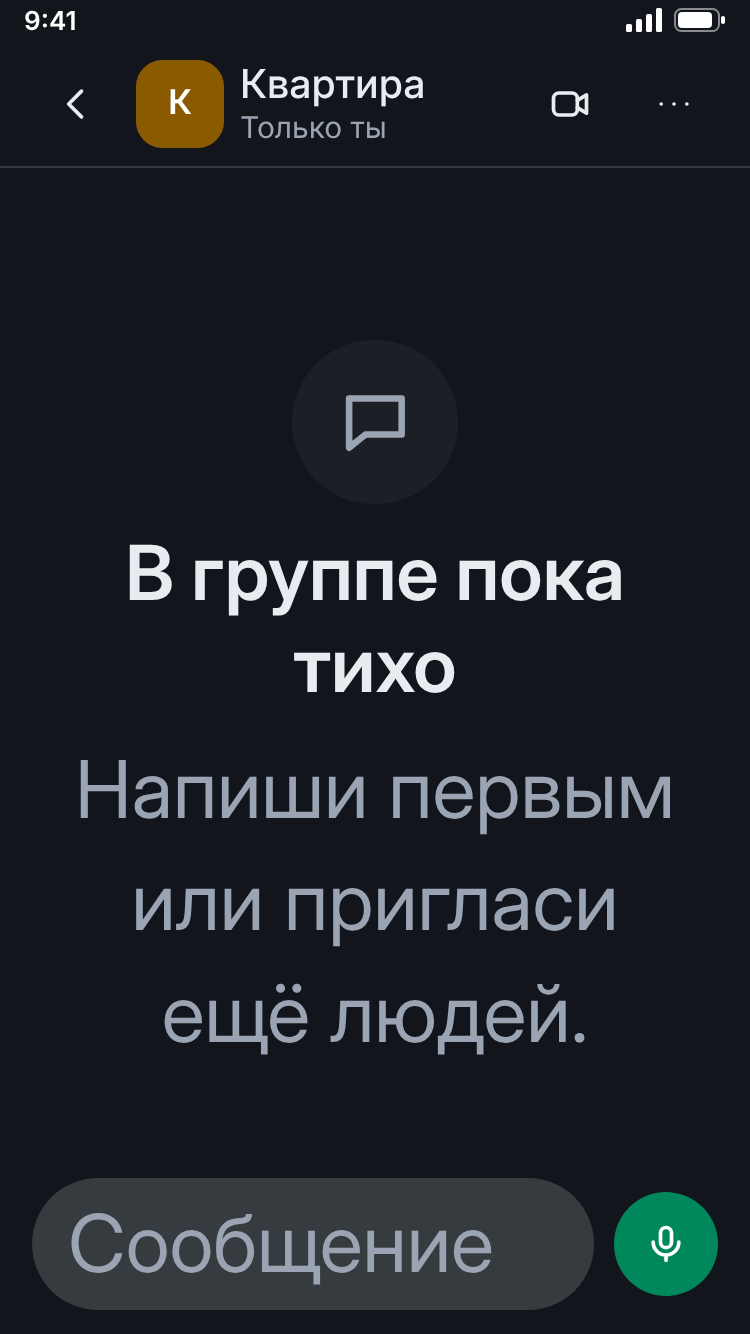 9:41
К
Квартира
Только ты
В группе пока
тихо
Напиши первым
или пригласи
ещё людей.
Сообщение